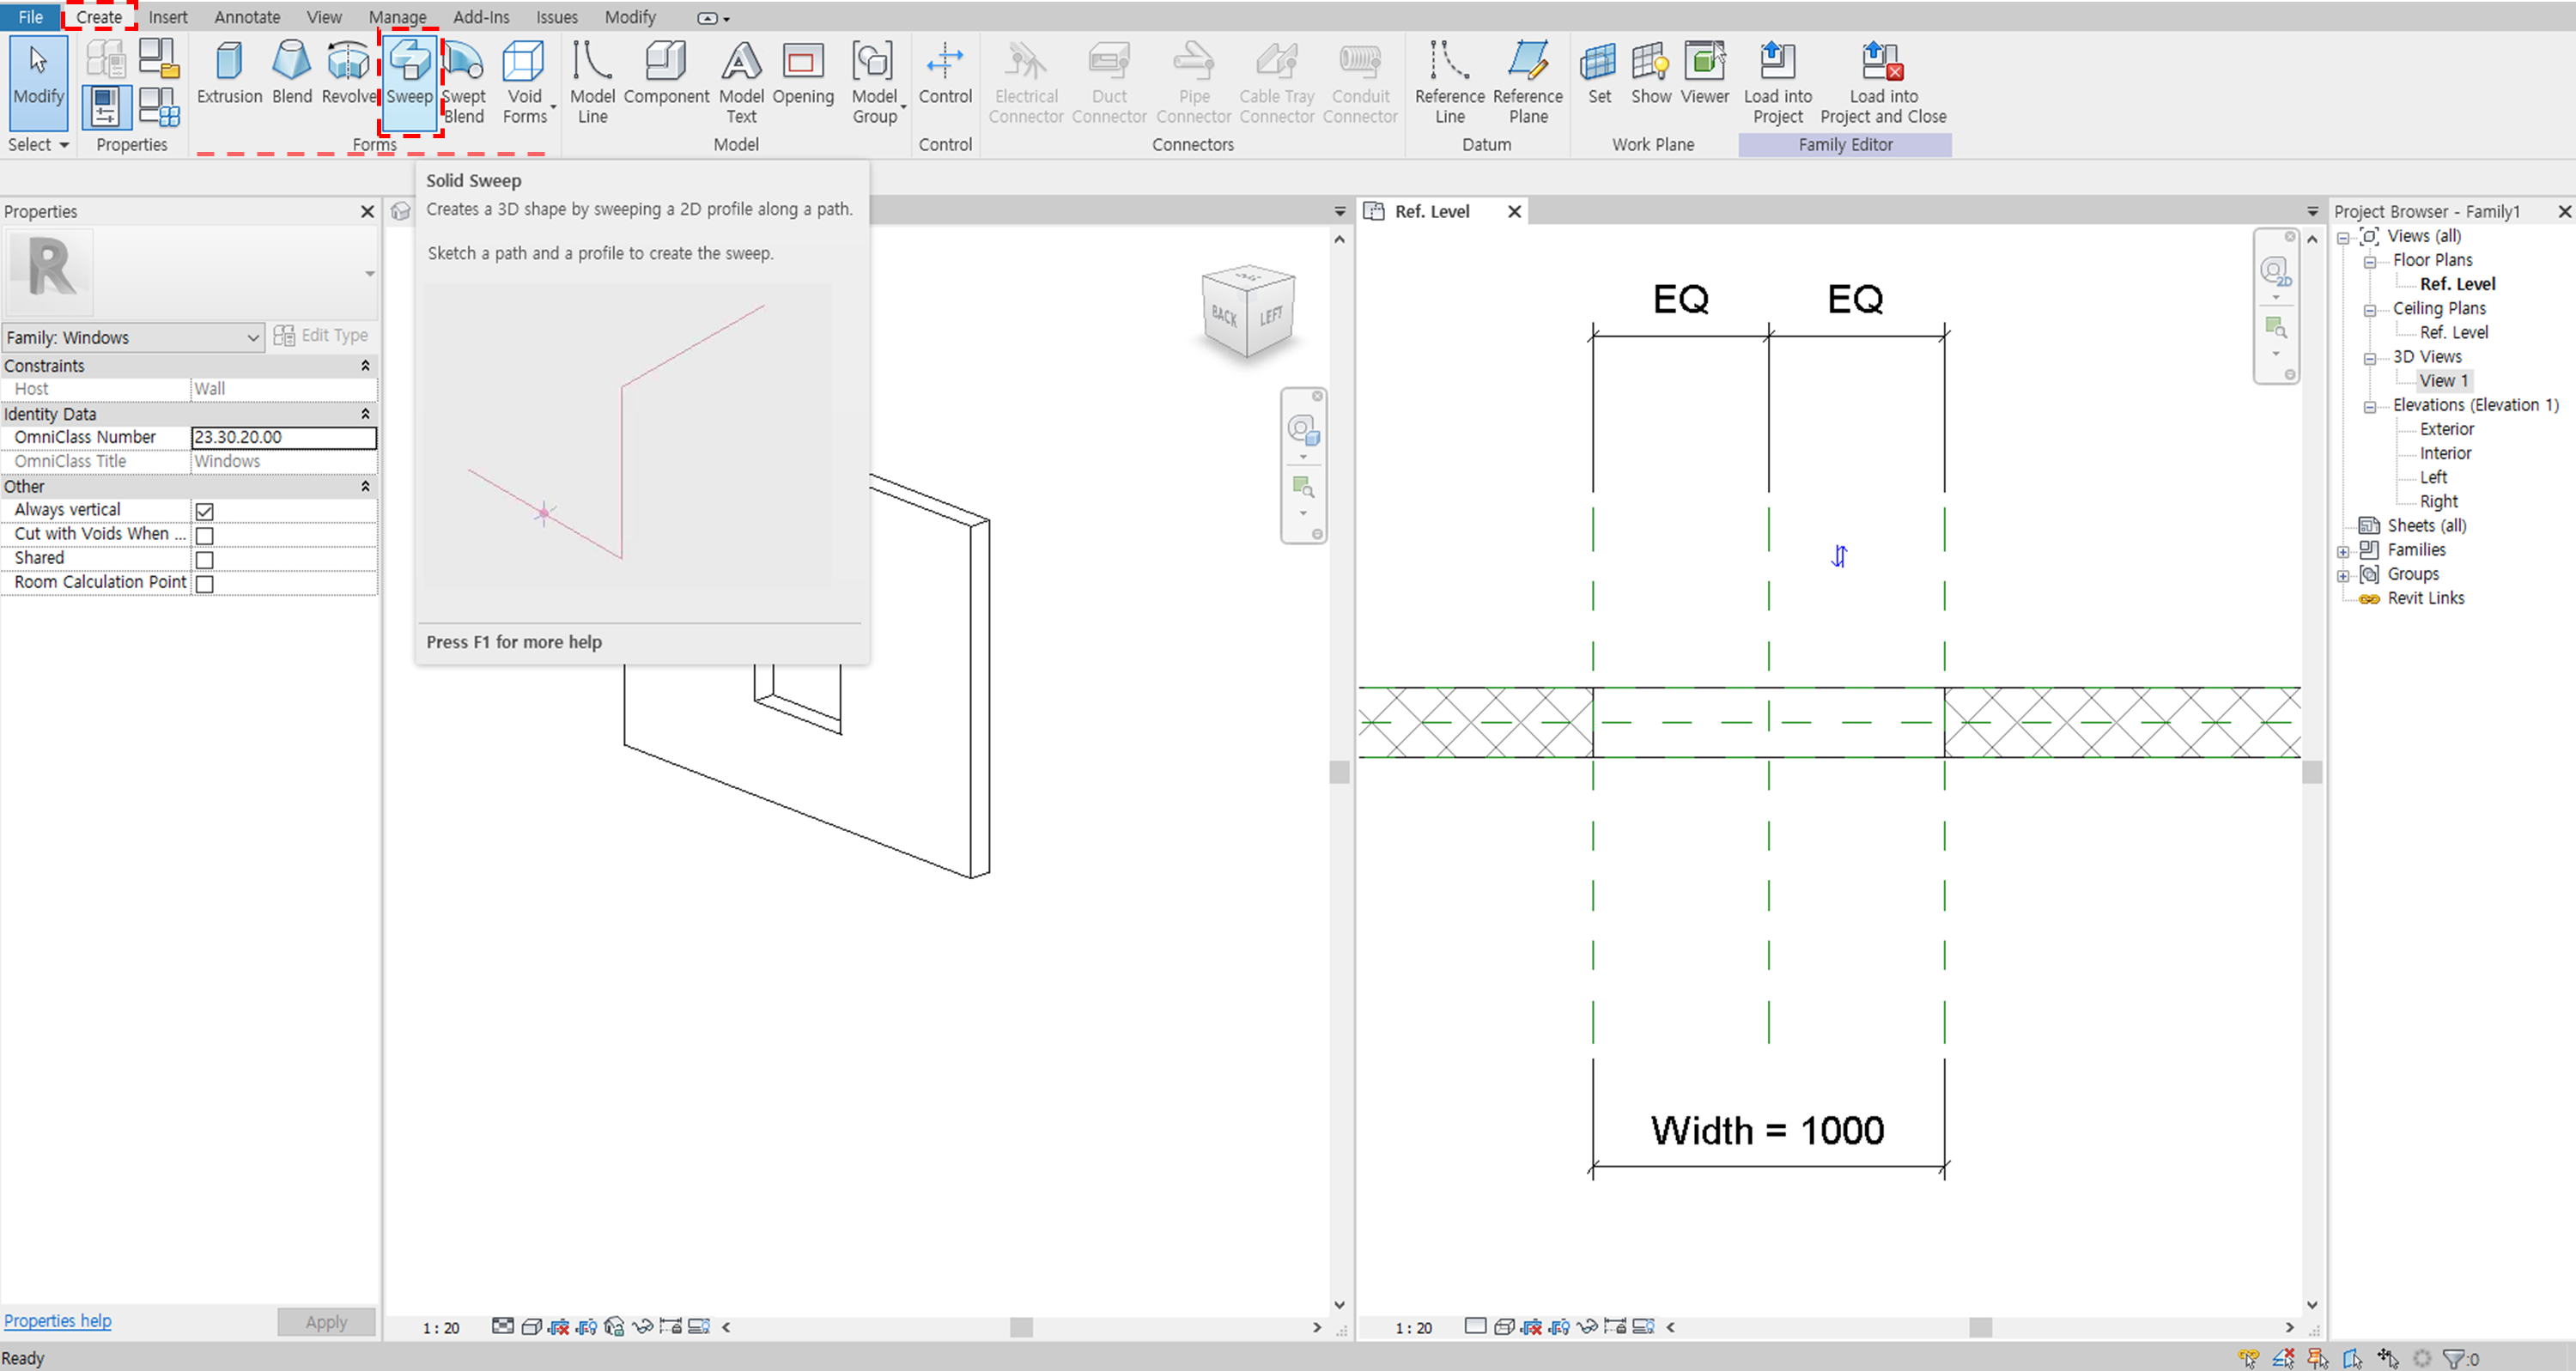 File Create Insert Annotate View Manage Add-Ins Issues Modify
Modify Extrusion Blend Revolve Sweep Swept Blend Void Forms Model Line Component Model Text Opening Model Group Control Electrical Connector Duct Connector Pipe Connector Cable Tray Connector Conduit Connector Reference Line Reference Plane Set Show Viewer Load into Project Load into Project and Close
Select Properties Forms Model Control Connectors Datum Work Plane Family Editor
Solid Sweep
Creates a 3D shape by sweeping a 2D profile along a path.
Sketch a path and a profile to create the sweep.
Press F1 for more help
Properties
R
Family: Windows Edit Type
Constraints
Host Wall
Identity Data
OmniClass Number 23.30.20.00
OmniClass Title Windows
Other
Always vertical
Cut with Voids When ...
Shared
Room Calculation Point
Properties help Apply
BACK LEFT
1 : 20
Ref. Level
2D
EQ EQ
Width = 1000
1 : 20
Project Browser - Family1
Views (all)
Floor Plans
Ref. Level
Ceiling Plans
Ref. Level
3D Views
View 1
Elevations (Elevation 1)
Exterior
Interior
Left
Right
Sheets (all)
Families
Groups
Revit Links
Ready :0